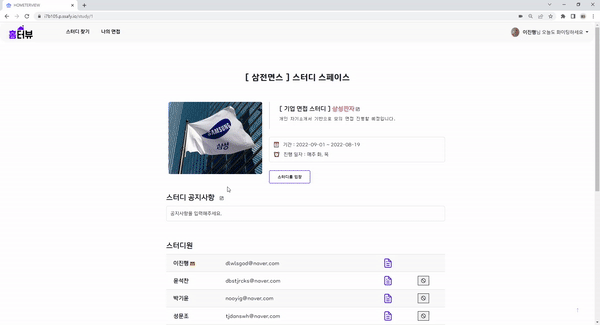 HOMETERVIEW
i7b105.p.ssafy.io/study/1
홈터뷰
스터디 찾기
나의 면접
이진행님 오늘도 화이팅하세요
[ 삼전면스 ] 스터디 스페이스
[ 기업 면접 스터디 ] 삼성전자
개인 자기소개서 기반으로 모의 면접 진행할 예정입니다.
기간 : 2022-09-01 ~ 2022-08-19
진행 일자 : 매주 화, 목
스터디룸 입장
SAMSUNG
삼성
스터디 공지사항
공지사항을 입력해주세요.
스터디원
이진행
dlwlsgod@naver.com
윤석찬
dbstjrcks@naver.com
박기윤
nooyig@naver.com
성문조
tjdanswh@naver.com